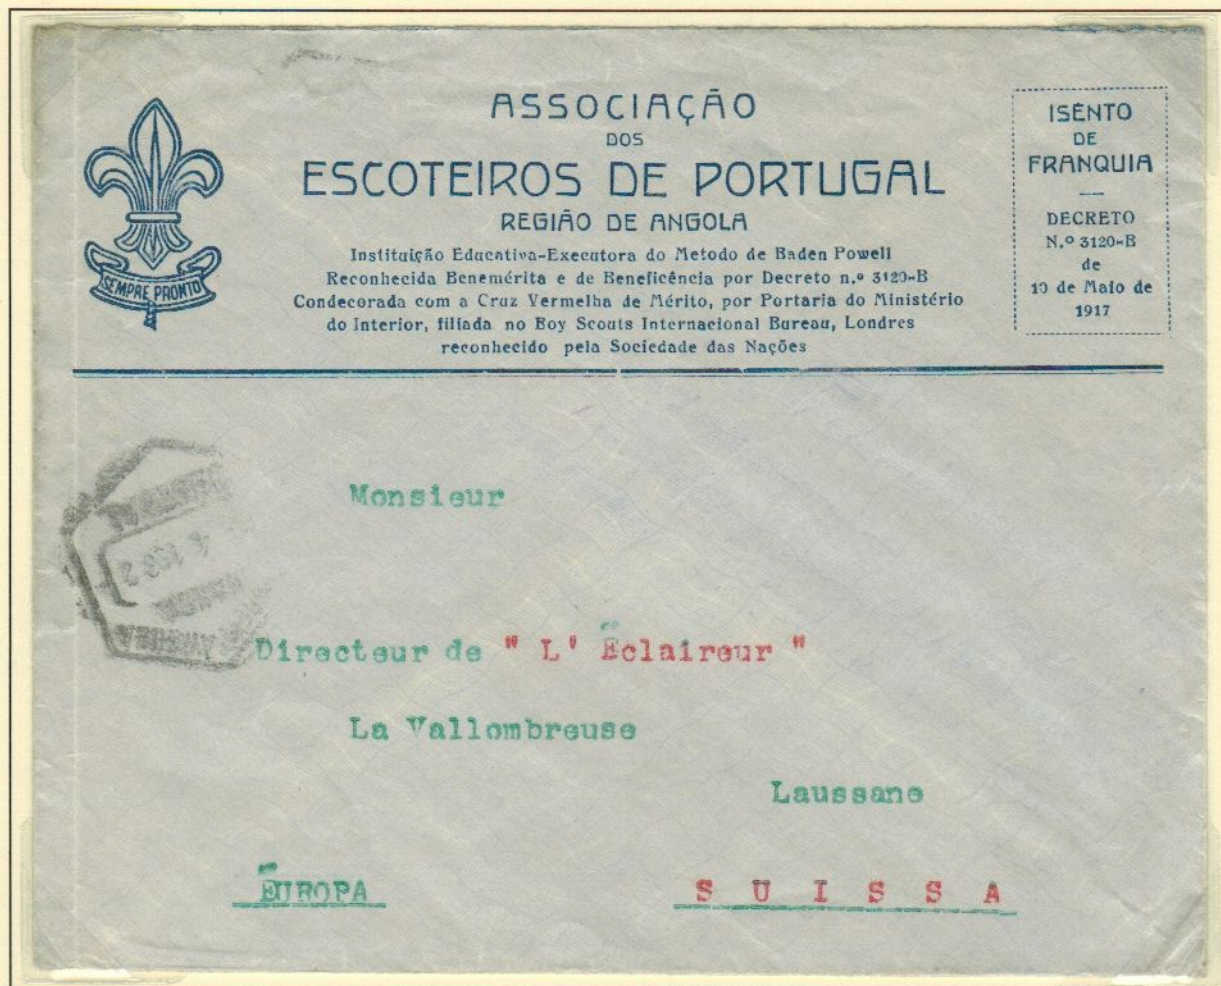 ASSOCIAÇÃO
DOS
ESCOTEIROS DE PORTUGAL
REGIÃO DE ANGOLA
Instituição Educativa-Executora do Metodo de Baden Powell
Reconhecida Benemérita e de Beneficência por Decreto n.º 3120-B
Condecorada com a Cruz Vermelha de Mérito, por Portaria do Ministério
do Interior, filiada no Boy Scouts Internacional Bureau, Londres
reconhecido pela Sociedade das Nações
SEMPRE PRONTO
ISENTO
DE
FRANQUIA
DECRETO
N.º 3120-B
de
10 de Maio de
1917
Monsieur
Directeur de " L' Éclaireur "
La Vallombreuse
Laussane
EUROPA
S U I S S A